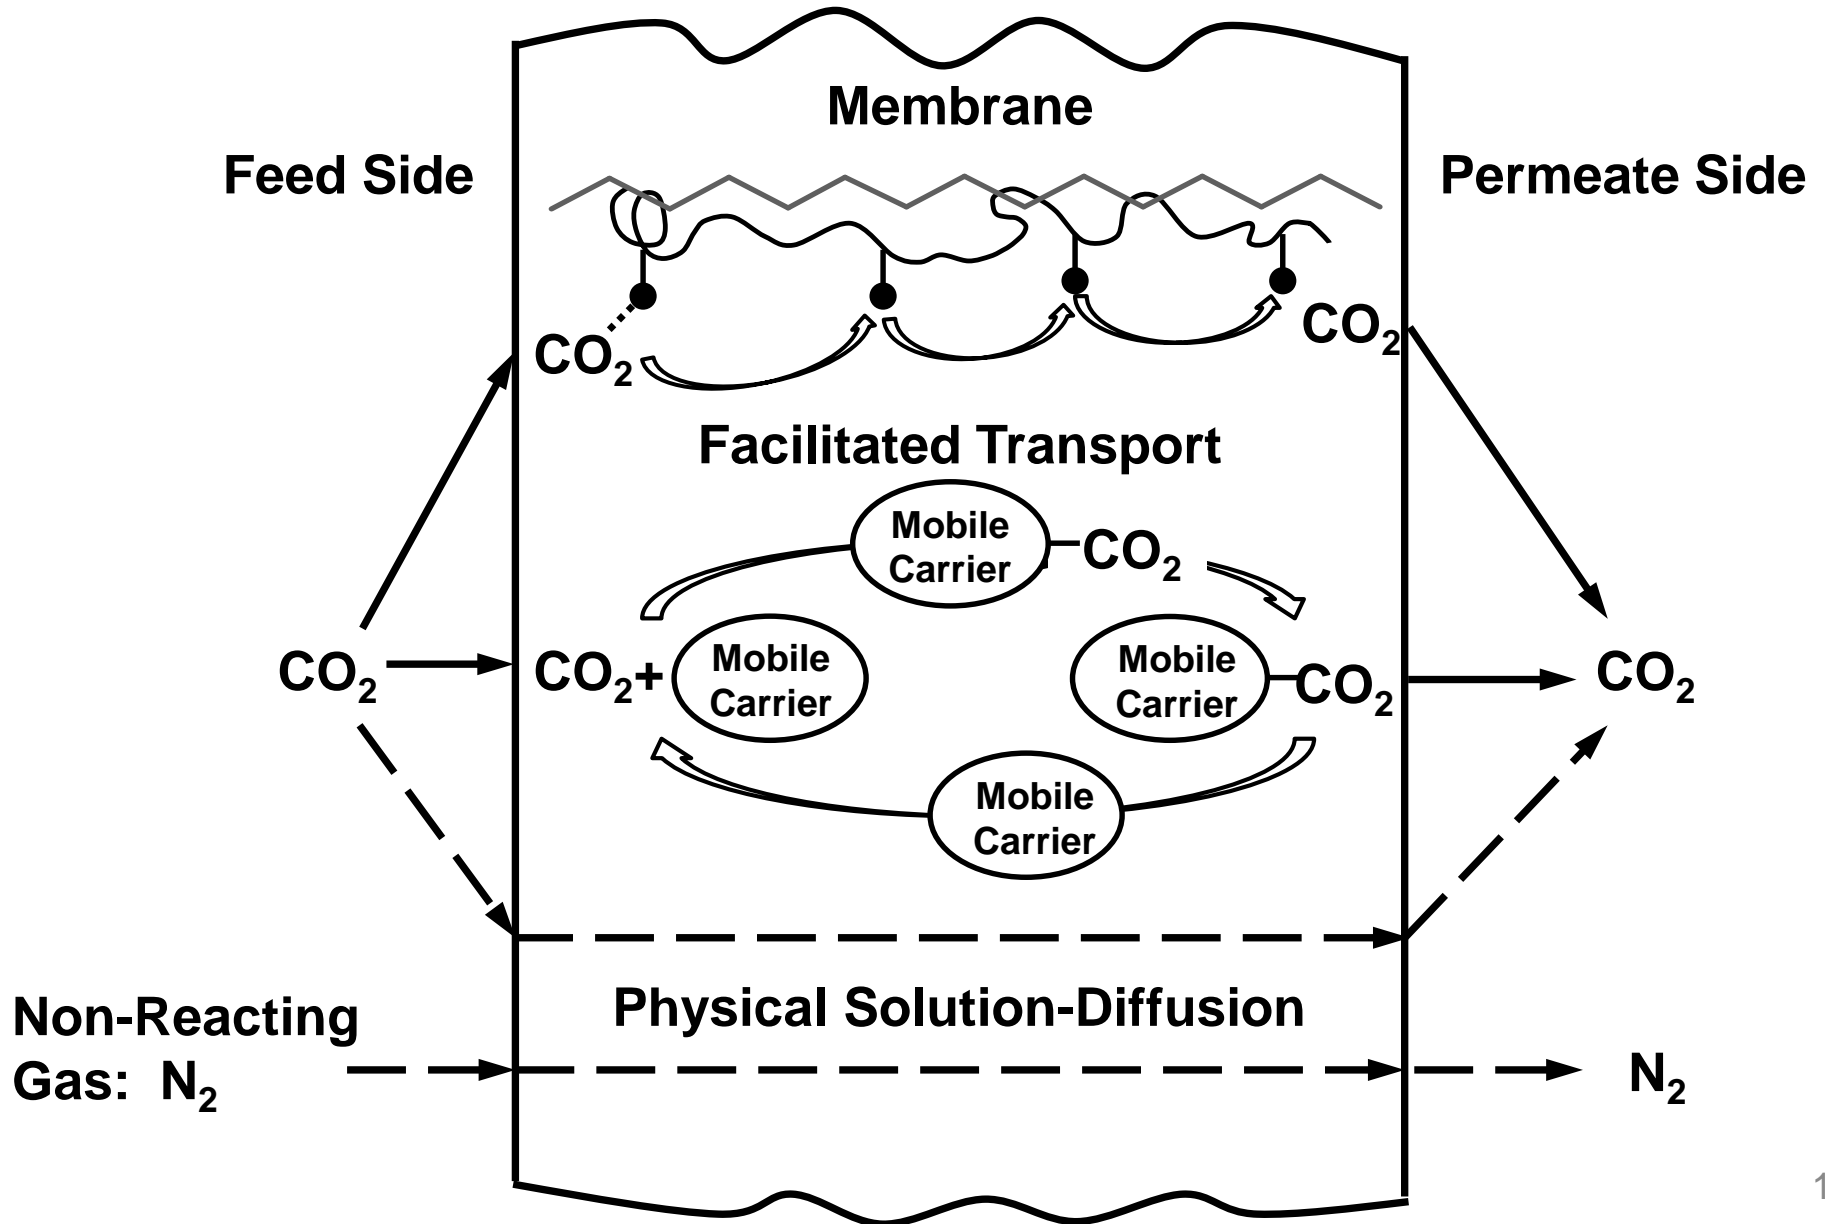 Membrane
Feed Side
Permeate Side
CO₂
CO₂
Facilitated Transport
Mobile
Carrier
CO₂
CO₂
CO₂+
Mobile
Carrier
Mobile
Carrier
CO₂
CO₂
Mobile
Carrier
Physical Solution-Diffusion
Non-Reacting
Gas: N₂
N₂
1